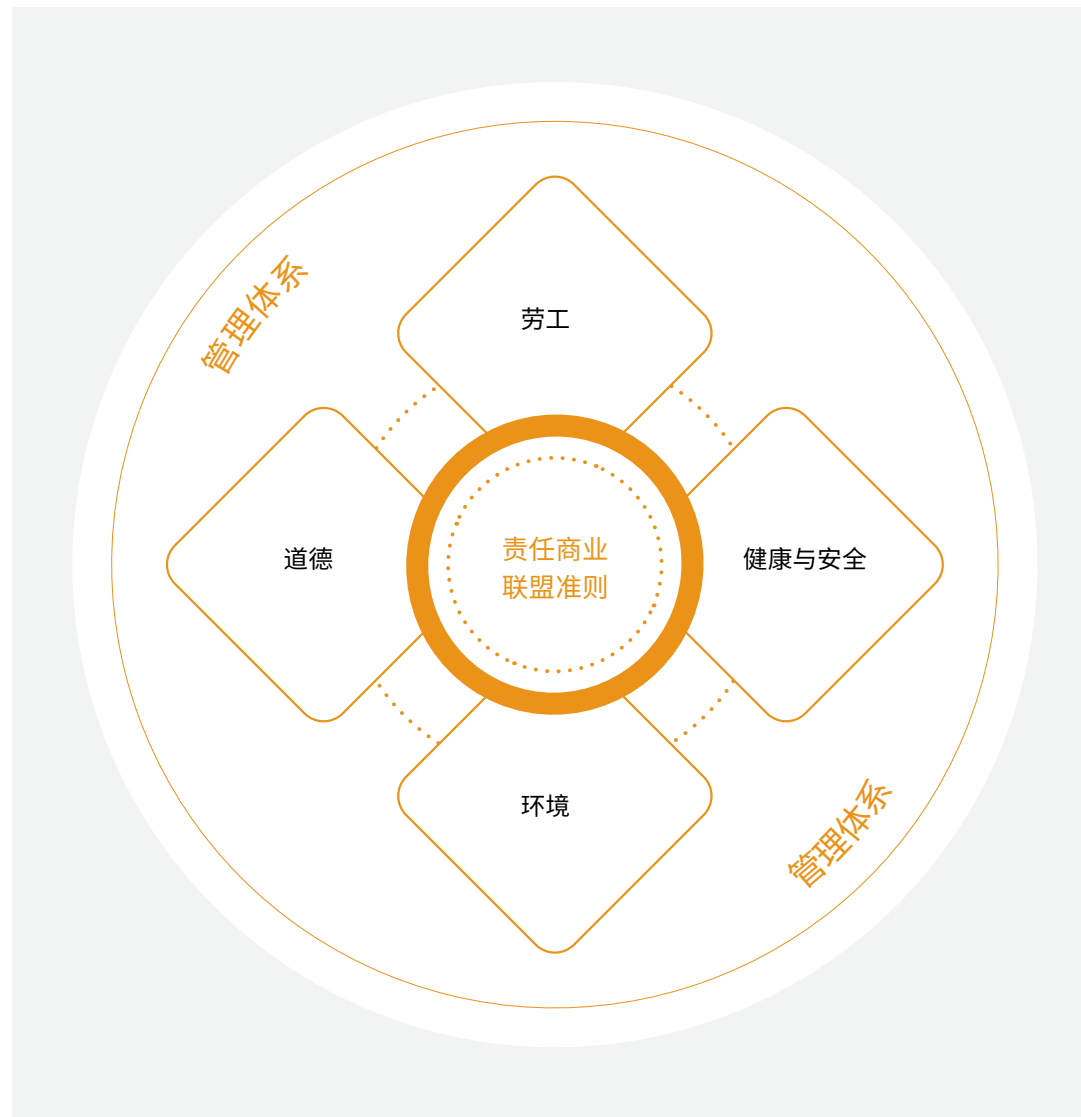 管理体系
劳工
道德
责任商业
联盟准则
健康与安全
环境
管理体系